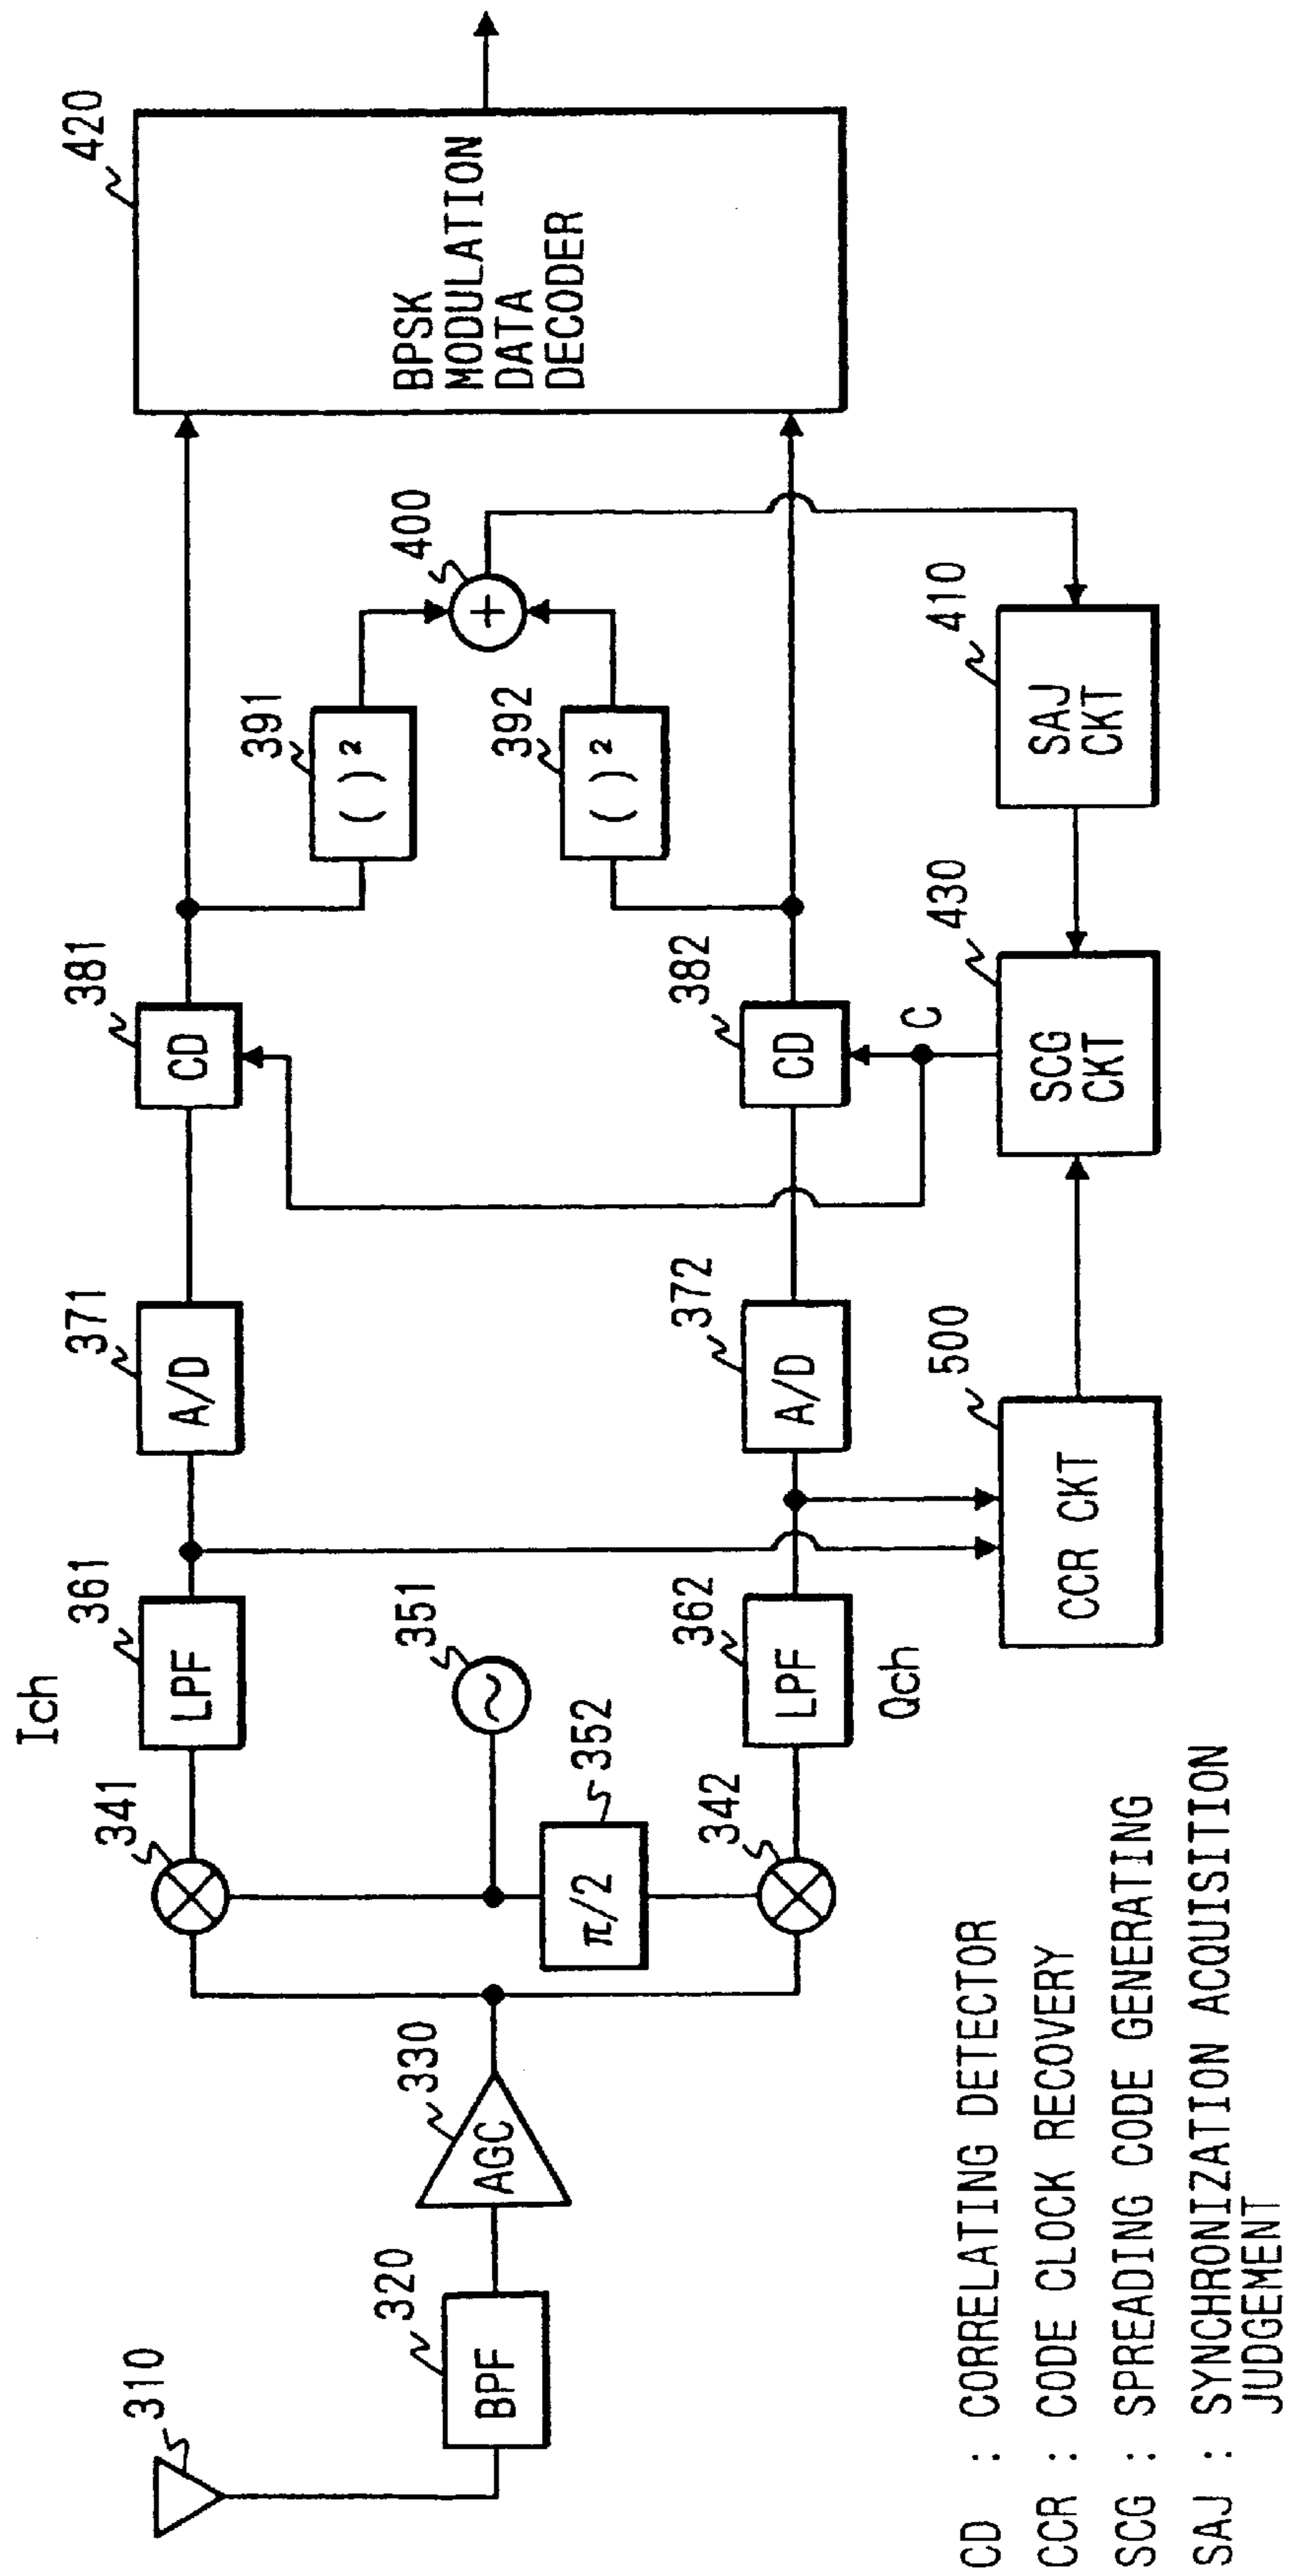 Ich
310
320
BPF
330
AGC
341
342
351
352
π/2
361
LPF
362
LPF
Qch
371
A/D
372
A/D
500
CCR CKT
381
CD
382
CD
C
430
SCG
CKT
391
( )²
392
( )²
400
+
410
SAJ
CKT
420
BPSK
MODULATION
DATA
DECODER
CD : CORRELATING DETECTOR
CCR : CODE CLOCK RECOVERY
SCG : SPREADING CODE GENERATING
SAJ : SYNCHRONIZATION ACQUISITION
JUDGEMENT